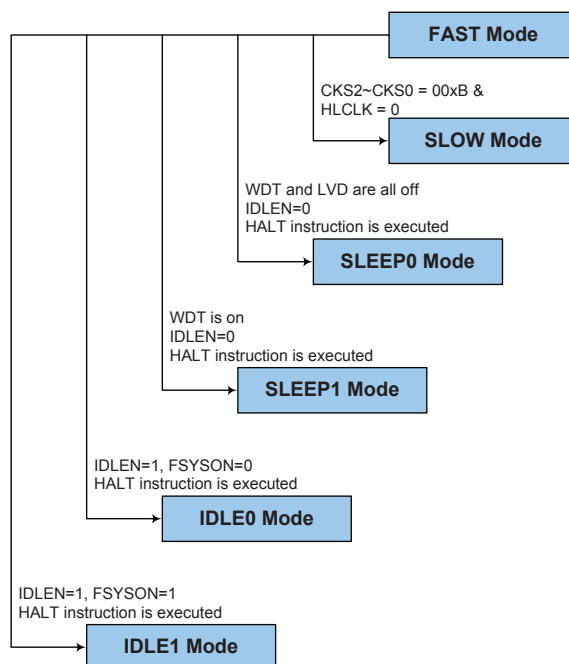 FAST Mode
CKS2~CKS0 = 00xB &
HLCLK = 0
SLOW Mode
WDT and LVD are all off
IDLEN=0
HALT instruction is executed
SLEEP0 Mode
WDT is on
IDLEN=0
HALT instruction is executed
SLEEP1 Mode
IDLEN=1, FSYSON=0
HALT instruction is executed
IDLE0 Mode
IDLEN=1, FSYSON=1
HALT instruction is executed
IDLE1 Mode